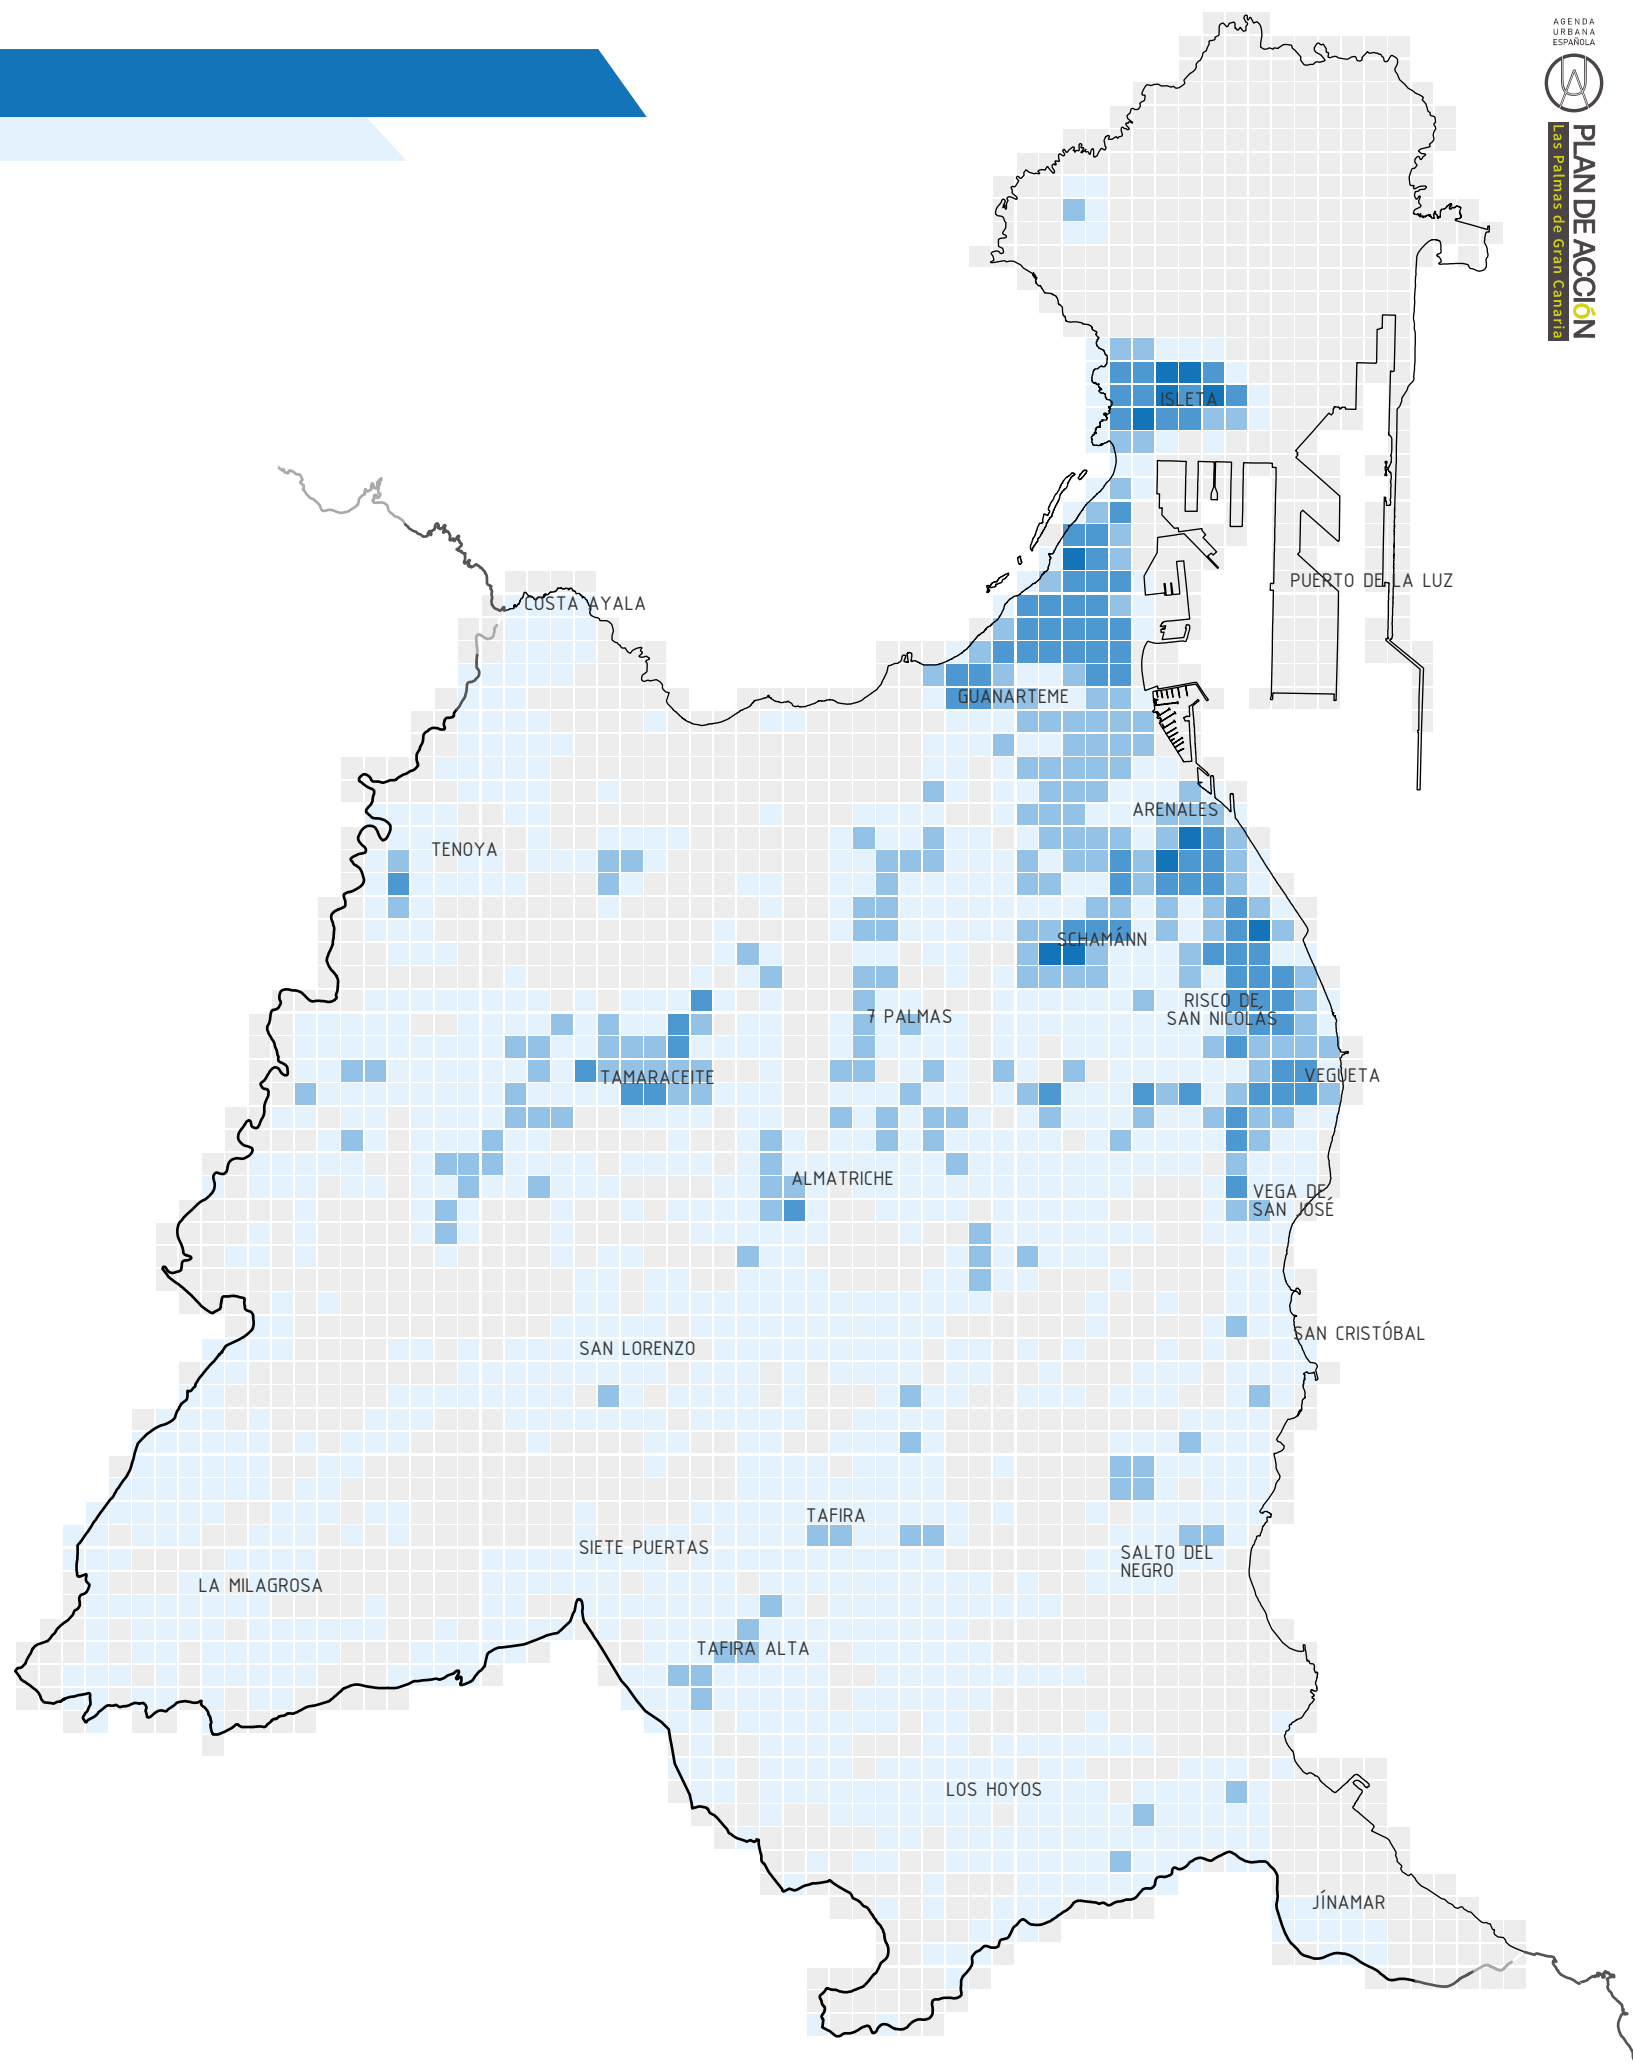 AGENDA
URBANA
ESPAÑOLA
PLAN DE ACCIÓN
Las Palmas de Gran Canaria
ISLETA
PUERTO DE LA LUZ
COSTA AYALA
GUANARTEME
ARENALES
TENOYA
SCHAMÁNN
RISCO DE
SAN NICOLÁS
7 PALMAS
TAMARACEITE
VEGUETA
ALMATRICHE
VEGA DE
SAN JOSÉ
SAN CRISTÓBAL
SAN LORENZO
TAFIRA
SIETE PUERTAS
SALTO DEL
NEGRO
LA MILAGROSA
TAFIRA ALTA
LOS HOYOS
JÍNAMAR